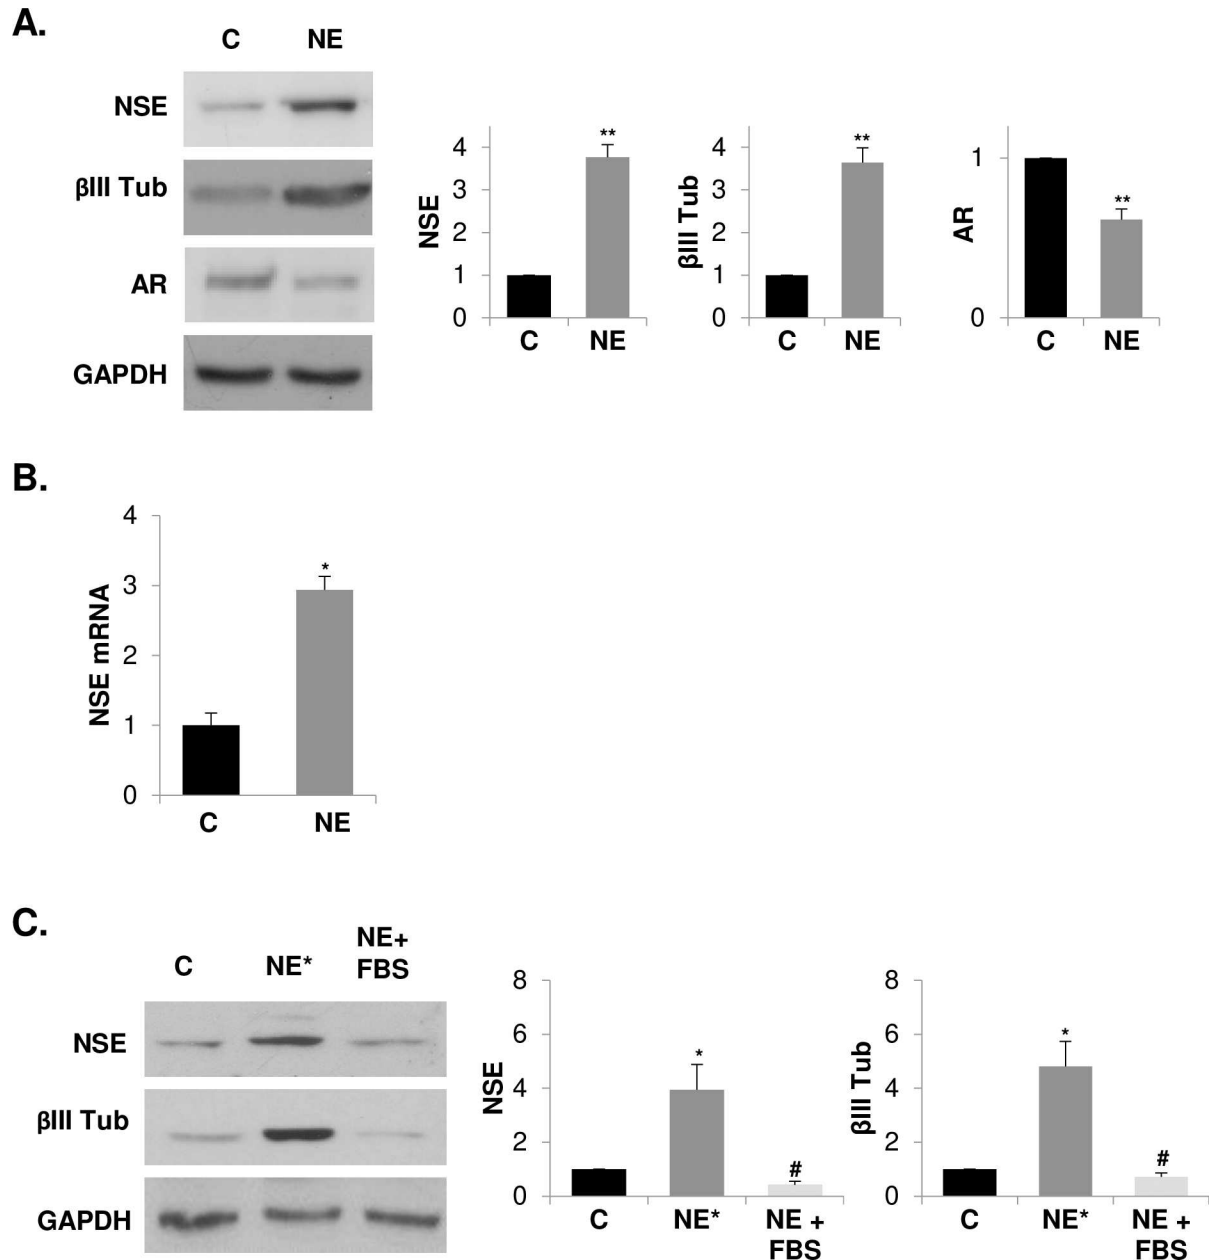 A.
C NE
NSE
βIII Tub
AR
GAPDH
NSE
4
3
2
1
0
**
C NE
βIII Tub
4
3
2
1
0
**
C NE
AR
1
0
**
C NE
B.
NSE mRNA
4
3
2
1
0
*
C NE
C.
C NE* NE+
FBS
NSE
βIII Tub
GAPDH
NSE
8
6
4
2
0
*
#
C NE* NE +
FBS
βIII Tub
8
6
4
2
0
*
#
C NE* NE +
FBS